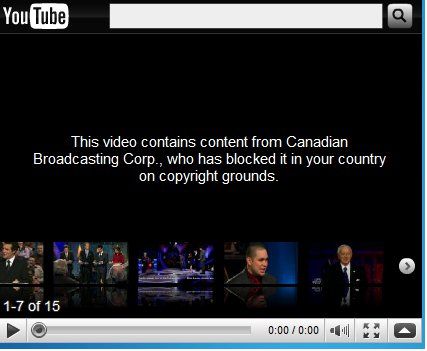 YouTube
This video contains content from Canadian
Broadcasting Corp., who has blocked it in your country
on copyright grounds.
1-7 of 15
0:00 / 0:00